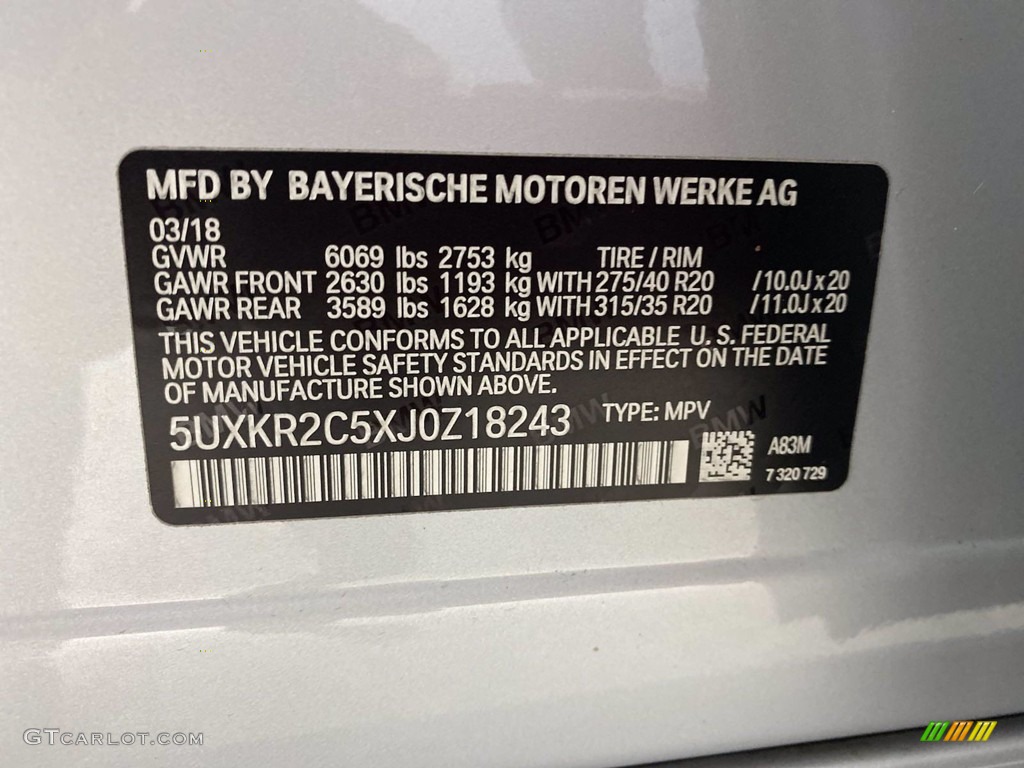 MFD BY BAYERISCHE MOTOREN WERKE AG
03/18
GVWR 6069 lbs 2753 kg TIRE / RIM
GAWR FRONT 2630 lbs 1193 kg WITH 275/40 R20 /10.0J x 20
GAWR REAR 3589 lbs 1628 kg WITH 315/35 R20 /11.0J x 20
THIS VEHICLE CONFORMS TO ALL APPLICABLE U. S. FEDERAL
MOTOR VEHICLE SAFETY STANDARDS IN EFFECT ON THE DATE
OF MANUFACTURE SHOWN ABOVE.
5UXKR2C5XJ0Z18243 TYPE: MPV
A83M
7 320 729
GTCARLOT.COM